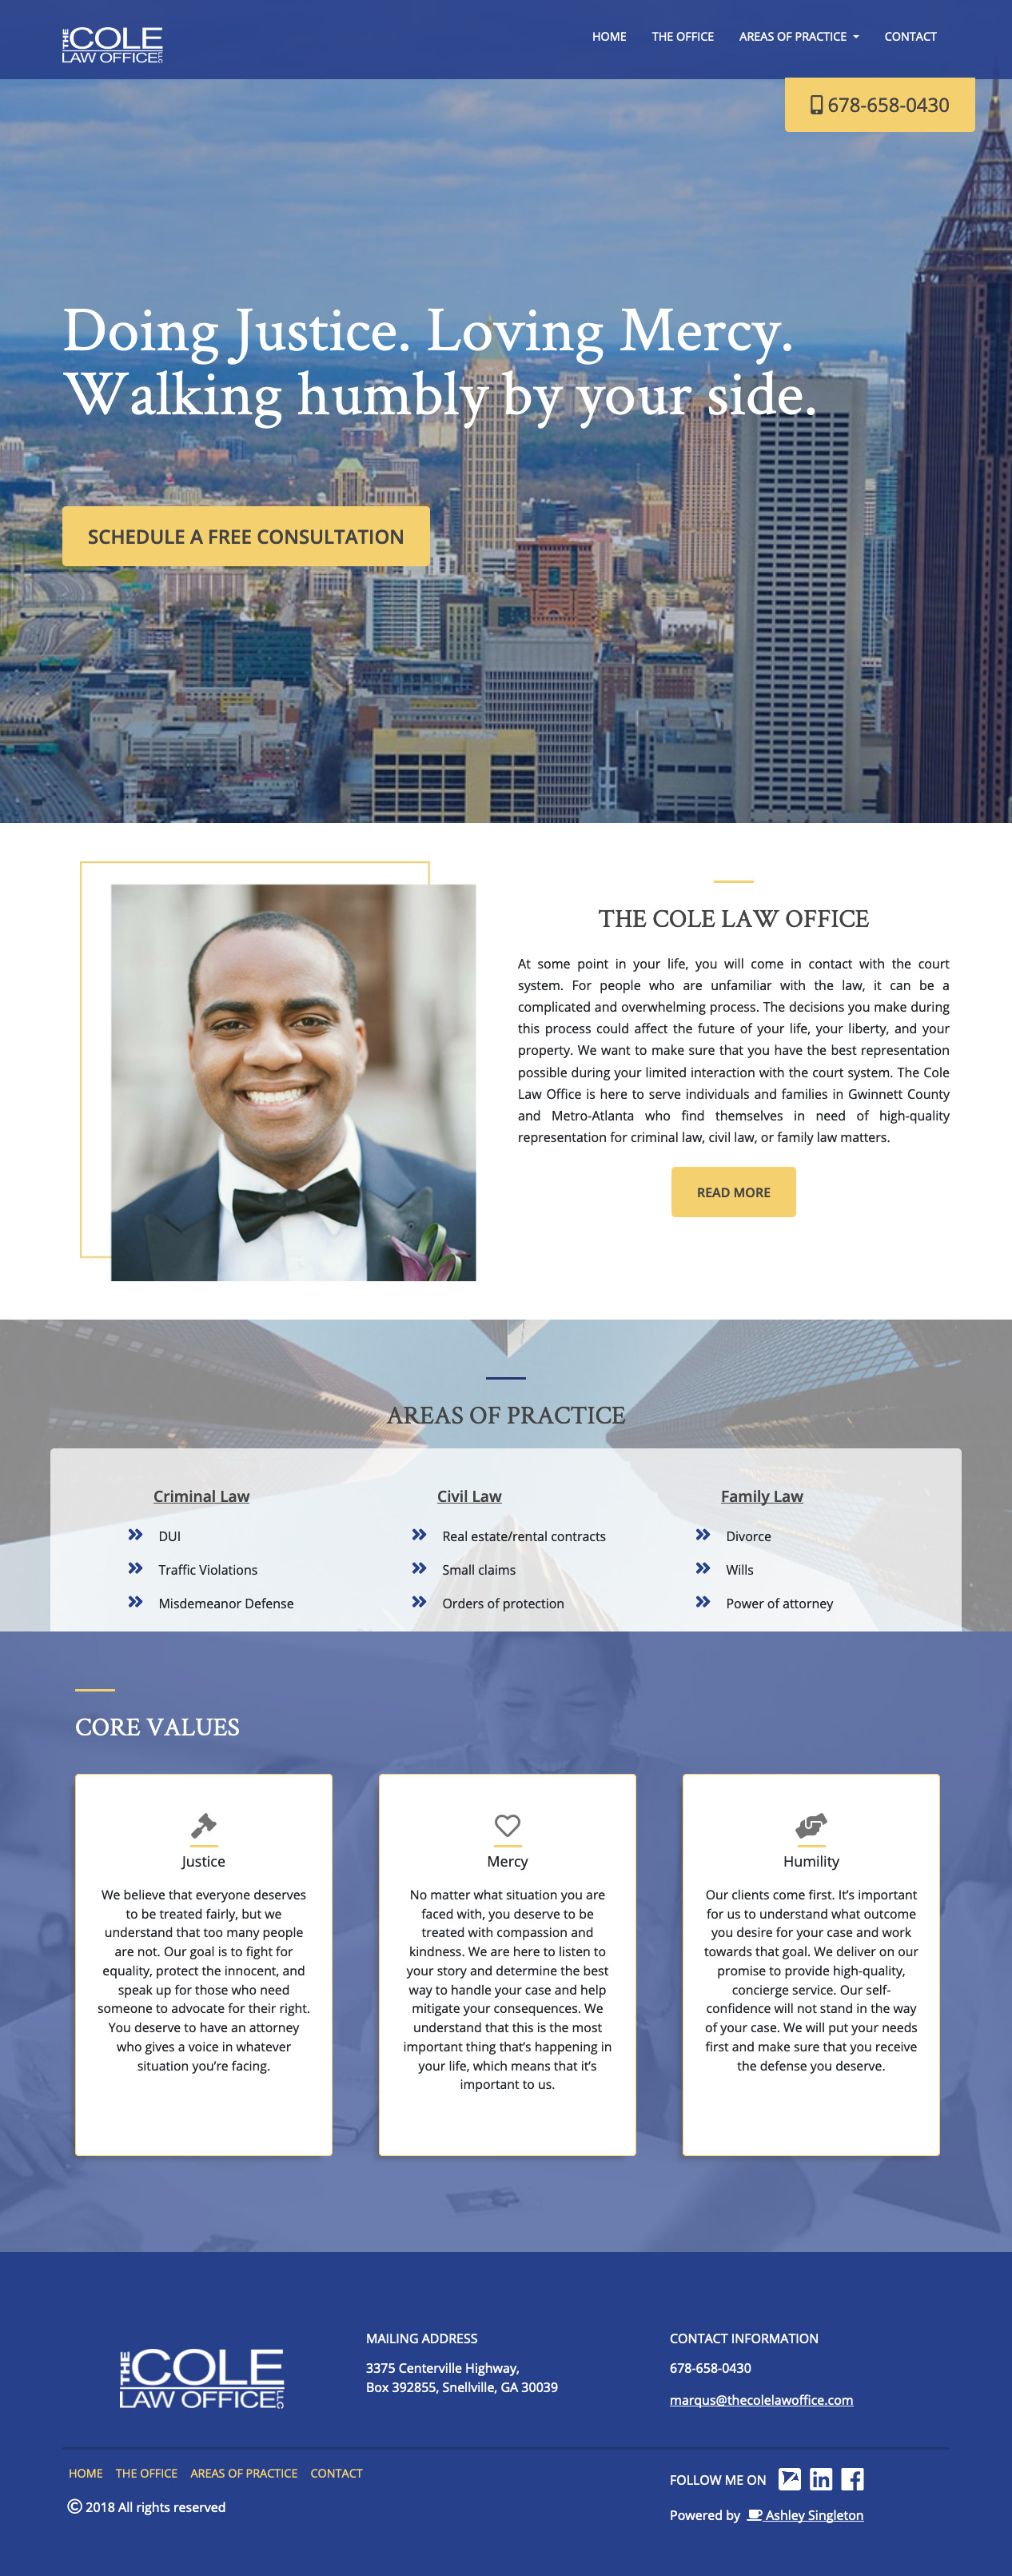 THE COLE
LAW OFFICE LLC
HOME THE OFFICE AREAS OF PRACTICE CONTACT
678-658-0430
Doing Justice. Loving Mercy.
Walking humbly by your side.
SCHEDULE A FREE CONSULTATION
THE COLE LAW OFFICE
At some point in your life, you will come in contact with the court
system. For people who are unfamiliar with the law, it can be a
complicated and overwhelming process. The decisions you make during
this process could affect the future of your life, your liberty, and your
property. We want to make sure that you have the best representation
possible during your limited interaction with the court system. The Cole
Law Office is here to serve individuals and families in Gwinnett County
and Metro-Atlanta who find themselves in need of high-quality
representation for criminal law, civil law, or family law matters.
READ MORE
AREAS OF PRACTICE
Criminal Law
DUI
Traffic Violations
Misdemeanor Defense
Civil Law
Real estate/rental contracts
Small claims
Orders of protection
Family Law
Divorce
Wills
Power of attorney
CORE VALUES
Justice
We believe that everyone deserves
to be treated fairly, but we
understand that too many people
are not. Our goal is to fight for
equality, protect the innocent, and
speak up for those who need
someone to advocate for their right.
You deserve to have an attorney
who gives a voice in whatever
situation you’re facing.
Mercy
No matter what situation you are
faced with, you deserve to be
treated with compassion and
kindness. We are here to listen to
your story and determine the best
way to handle your case and help
mitigate your consequences. We
understand that this is the most
important thing that’s happening in
your life, which means that it’s
important to us.
Humility
Our clients come first. It’s important
for us to understand what outcome
you desire for your case and work
towards that goal. We deliver on our
promise to provide high-quality,
concierge service. Our self-
confidence will not stand in the way
of your case. We will put your needs
first and make sure that you receive
the defense you deserve.
THE COLE
LAW OFFICE LLC
MAILING ADDRESS
3375 Centerville Highway,
Box 392855, Snellville, GA 30039
CONTACT INFORMATION
678-658-0430
marqus@thecolelawoffice.com
HOME THE OFFICE AREAS OF PRACTICE CONTACT
© 2018 All rights reserved
FOLLOW ME ON
Powered by Ashley Singleton